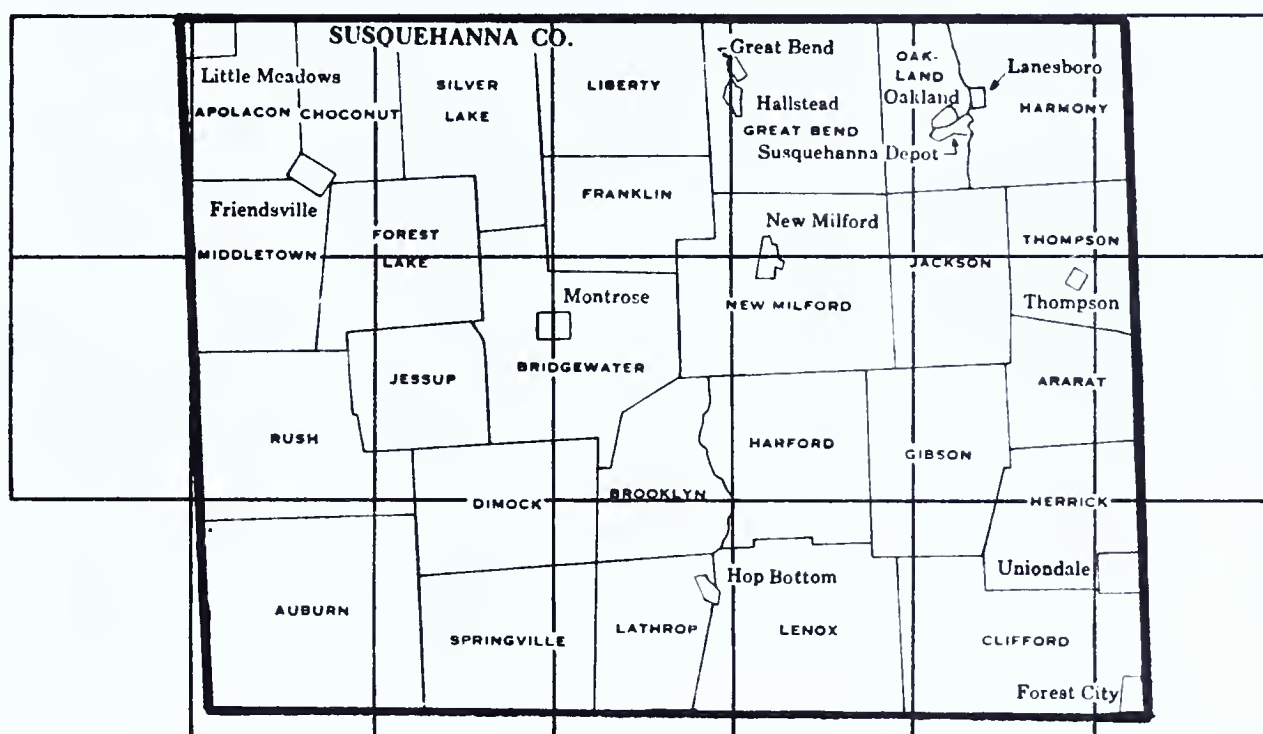 SUSQUEHANNA CO.
Great Bend
Little Meadows
APOLACON
CHOCONUT
SILVER
LAKE
LIBERTY
Hallstead
GREAT BEND
OAK-
LAND
Oakland
Lanesboro
HARMONY
Susquehanna Depot
Friendsville
MIDDLETOWN
FOREST
LAKE
FRANKLIN
New Milford
NEW MILFORD
JACKSON
THOMPSON
Thompson
Montrose
BRIDGEWATER
JESSUP
ARARAT
RUSH
HARFORD
GIBSON
DIMOCK
BROOKLYN
HERRICK
Uniondale
Hop Bottom
AUBURN
SPRINGVILLE
LATHROP
LENOX
CLIFFORD
Forest City